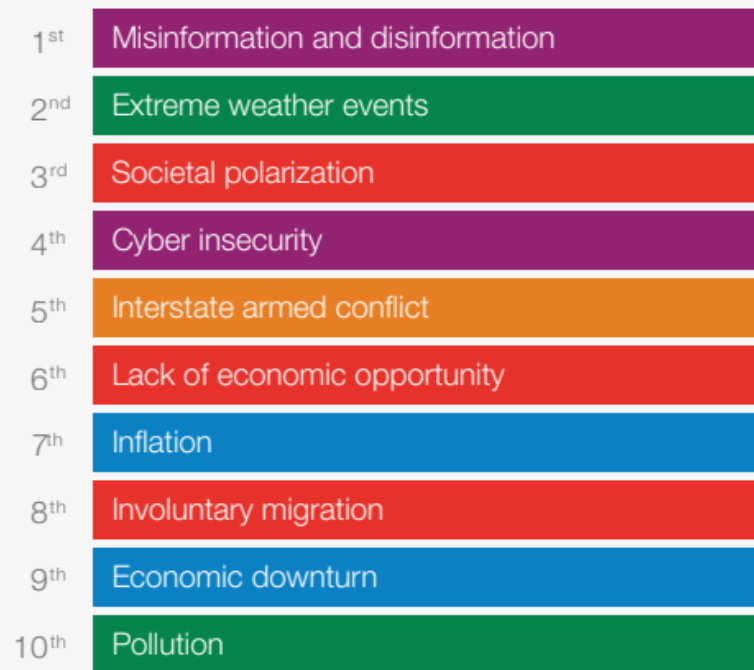 1st Misinformation and disinformation
2nd Extreme weather events
3rd Societal polarization
4th Cyber insecurity
5th Interstate armed conflict
6th Lack of economic opportunity
7th Inflation
8th Involuntary migration
9th Economic downturn
10th Pollution